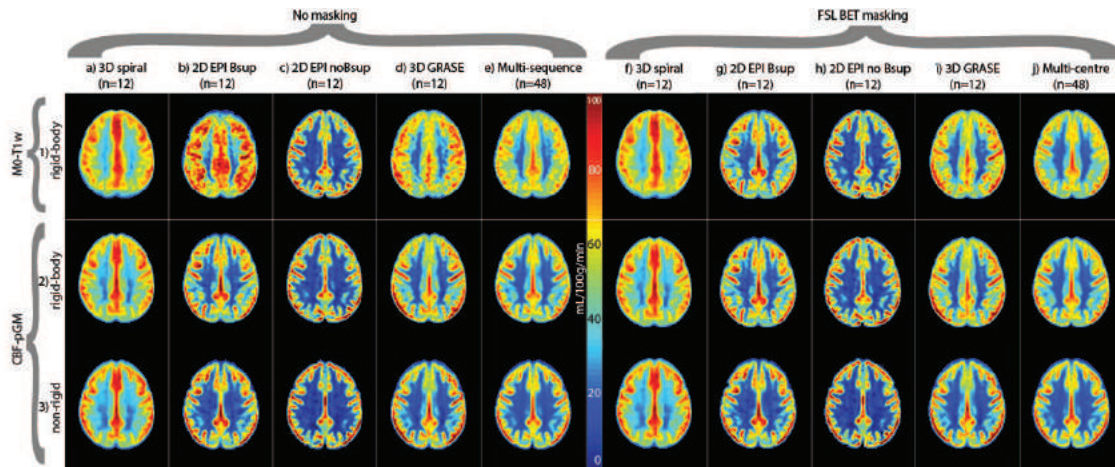 No masking
FSL BET masking
a) 3D spiral
(n=12)
b) 2D EPI Bsup
(n=12)
c) 2D EPI noBsup
(n=12)
d) 3D GRASE
(n=12)
e) Multi-sequence
(n=48)
f) 3D spiral
(n=12)
g) 2D EPI Bsup
(n=12)
h) 2D EPI no Bsup
(n=12)
i) 3D GRASE
(n=12)
j) Multi-centre
(n=48)
M0-T1w
1)
rigid-body
CBF-pGM
2)
rigid-body
3)
non-rigid
100
80
60
40
20
0
mL/100g/min